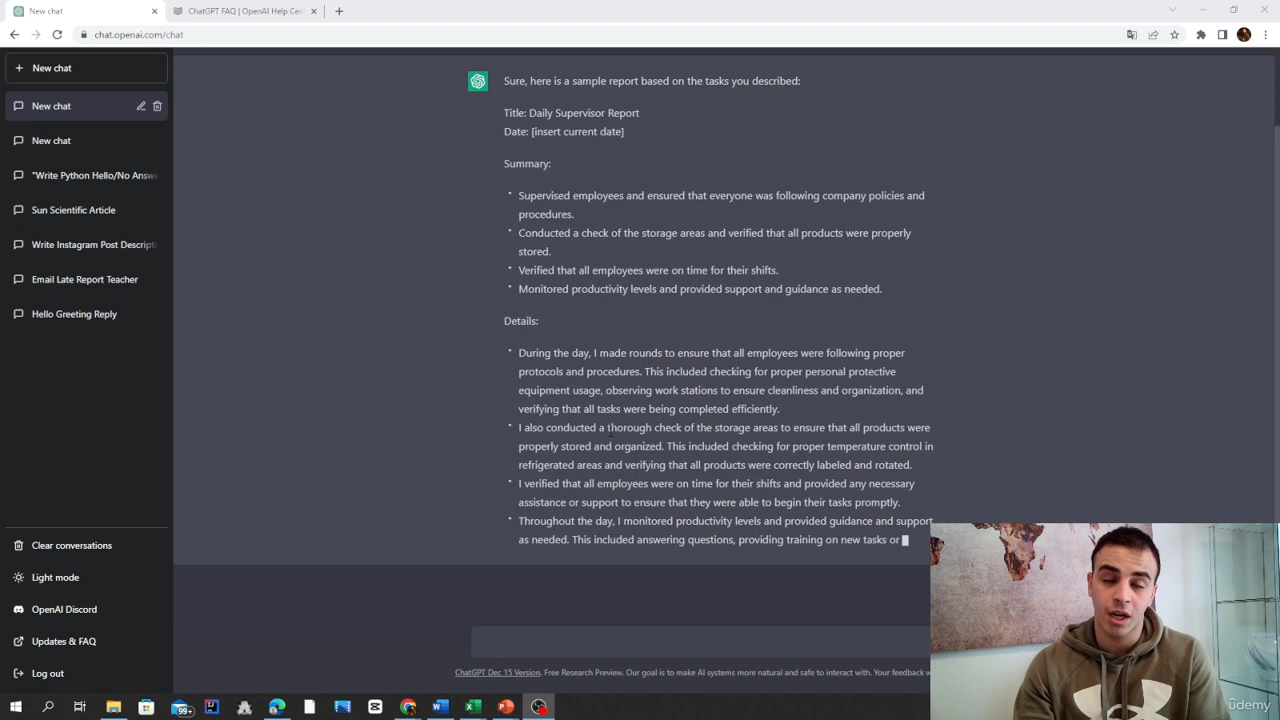 New chat
ChatGPT FAQ | OpenAI Help Cen
chat.openai.com/chat
New chat
New chat
New chat
"Write Python Hello/No Answe
Sun Scientific Article
Write Instagram Post Descripti
Email Late Report Teacher
Hello Greeting Reply
Clear conversations
Light mode
OpenAI Discord
Updates & FAQ
Log out
Sure, here is a sample report based on the tasks you described:
Title: Daily Supervisor Report
Date: [insert current date]
Summary:
• Supervised employees and ensured that everyone was following company policies and
procedures.
• Conducted a check of the storage areas and verified that all products were properly
stored.
• Verified that all employees were on time for their shifts.
• Monitored productivity levels and provided support and guidance as needed.
Details:
• During the day, I made rounds to ensure that all employees were following proper
protocols and procedures. This included checking for proper personal protective
equipment usage, observing work stations to ensure cleanliness and organization, and
verifying that all tasks were being completed efficiently.
• I also conducted a thorough check of the storage areas to ensure that all products were
properly stored and organized. This included checking for proper temperature control in
refrigerated areas and verifying that all products were correctly labeled and rotated.
• I verified that all employees were on time for their shifts and provided any necessary
assistance or support to ensure that they were able to begin their tasks promptly.
• Throughout the day, I monitored productivity levels and provided guidance and support
as needed. This included answering questions, providing training on new tasks or
ChatGPT Dec 15 Version. Free Research Preview. Our goal is to make AI systems more natural and safe to interact with. Your feedback w
99+
udemy